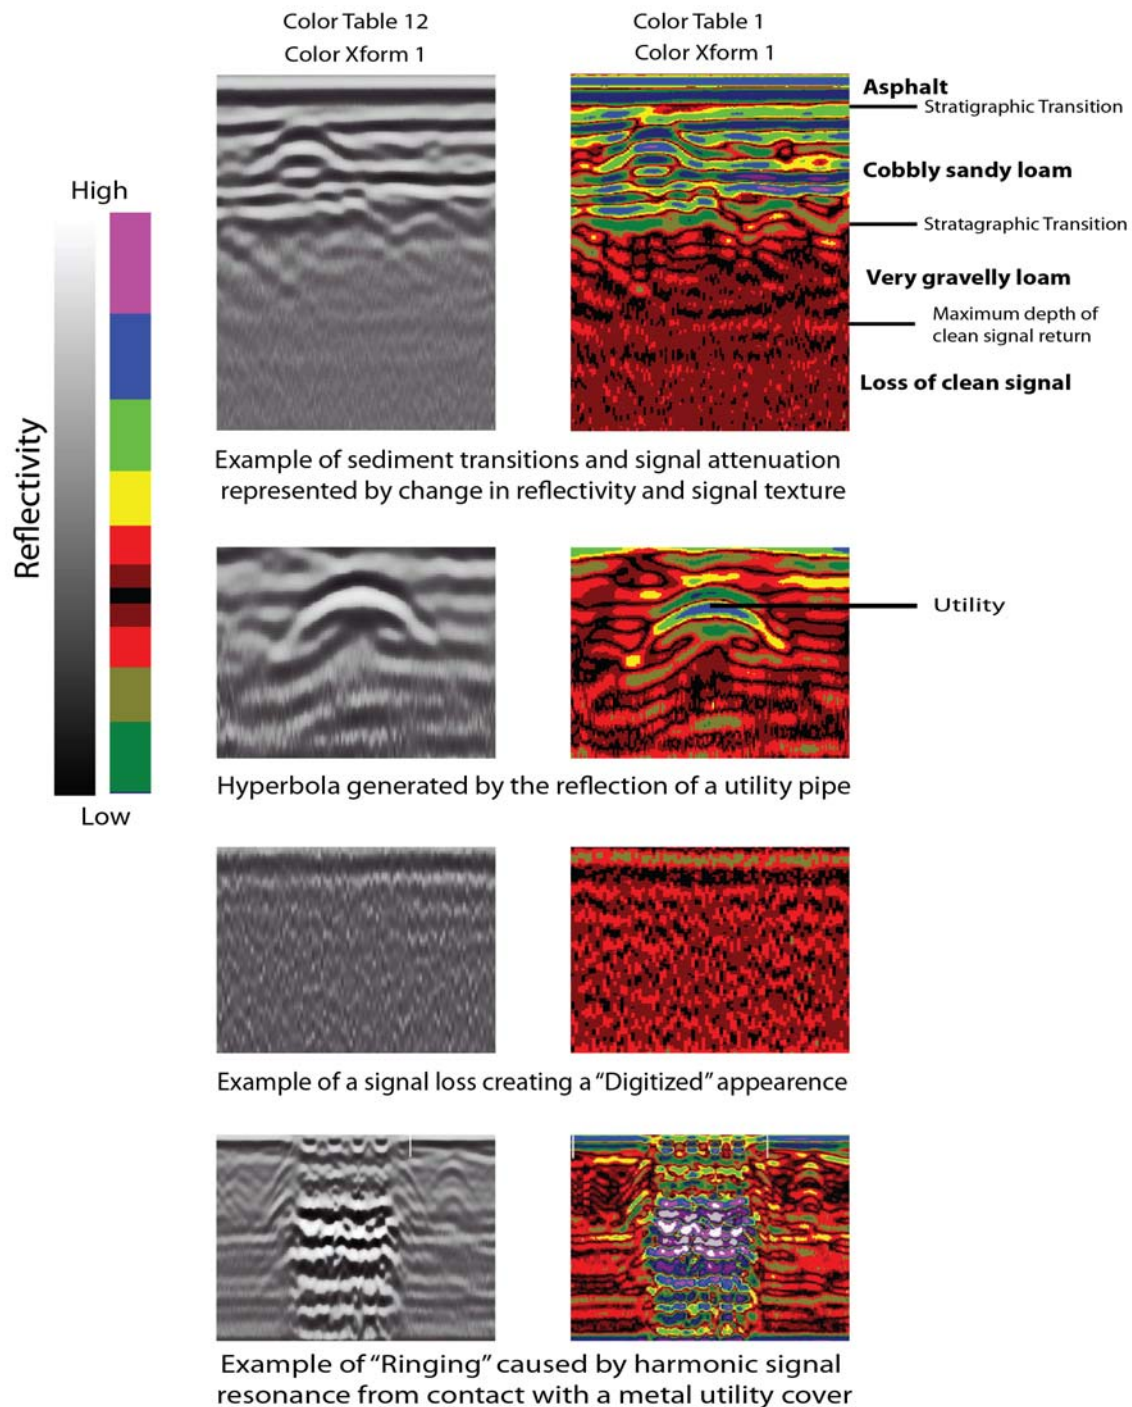 Color Table 12
Color Xform 1
Color Table 1
Color Xform 1
High
Reflectivity
Low
Asphalt
Stratigraphic Transition
Cobbly sandy loam
Stratagraphic Transition
Very gravelly loam
Maximum depth of
clean signal return
Loss of clean signal
Example of sediment transitions and signal attenuation
represented by change in reflectivity and signal texture
Utility
Hyperbola generated by the reflection of a utility pipe
Example of a signal loss creating a “Digitized” appearence
Example of “Ringing” caused by harmonic signal
resonance from contact with a metal utility cover